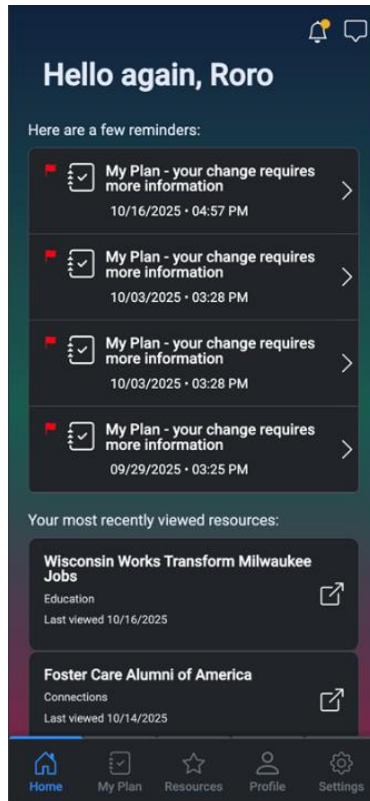 Hello again, Roro
Here are a few reminders:
My Plan - your change requires
more information
10/16/2025 • 04:57 PM
My Plan - your change requires
more information
10/03/2025 • 03:28 PM
My Plan - your change requires
more information
10/03/2025 • 03:28 PM
My Plan - your change requires
more information
09/29/2025 • 03:25 PM
Your most recently viewed resources:
Wisconsin Works Transform Milwaukee
Jobs
Education
Last viewed 10/16/2025
Foster Care Alumni of America
Connections
Last viewed 10/14/2025
Home My Plan Resources Profile Settings